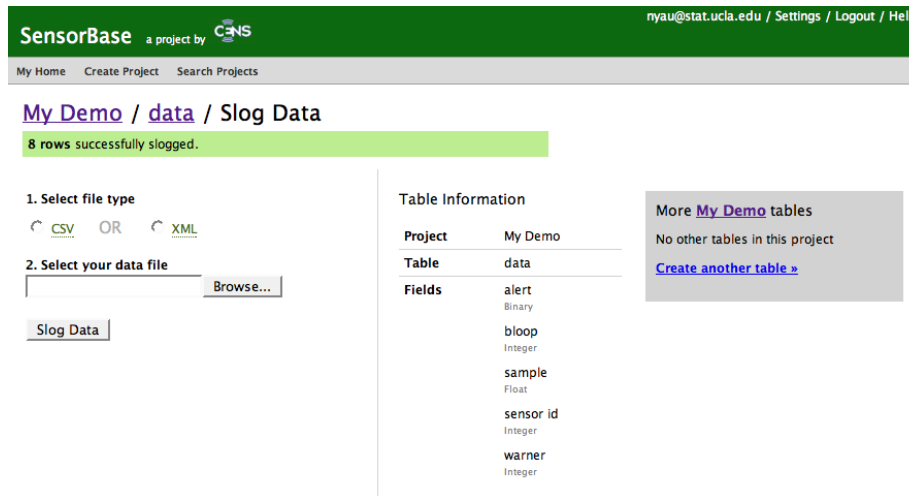 nyau@stat.ucla.edu / Settings / Logout / Hel
SensorBase a project by CENS
My Home Create Project Search Projects
My Demo / data / Slog Data
8 rows successfully slogged.
1. Select file type
CSV OR XML
2. Select your data file
Browse...
Slog Data
Table Information
Project My Demo
Table data
Fields alert
Binary
bloop
Integer
sample
Float
sensor id
Integer
warner
Integer
More My Demo tables
No other tables in this project
Create another table »